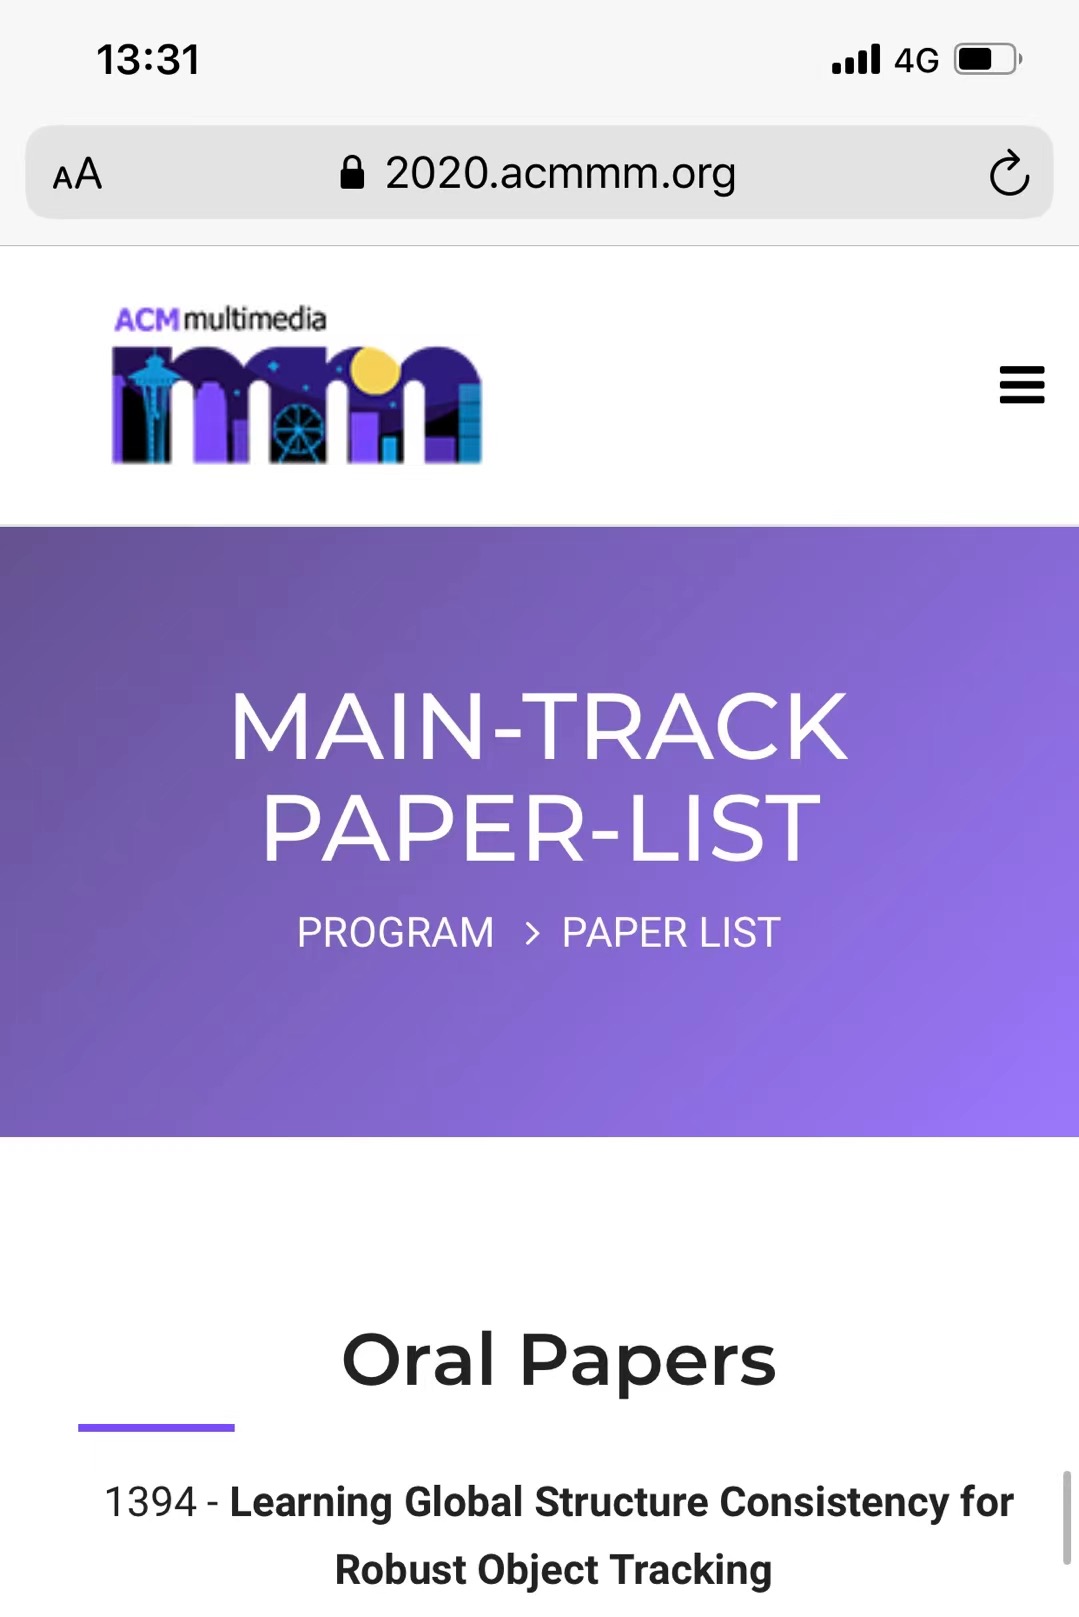 13:31
4G
AA
2020.acmmm.org
ACM multimedia
mm
MAIN-TRACK
PAPER-LIST
PROGRAM > PAPER LIST
Oral Papers
1394 - Learning Global Structure Consistency for
Robust Object Tracking